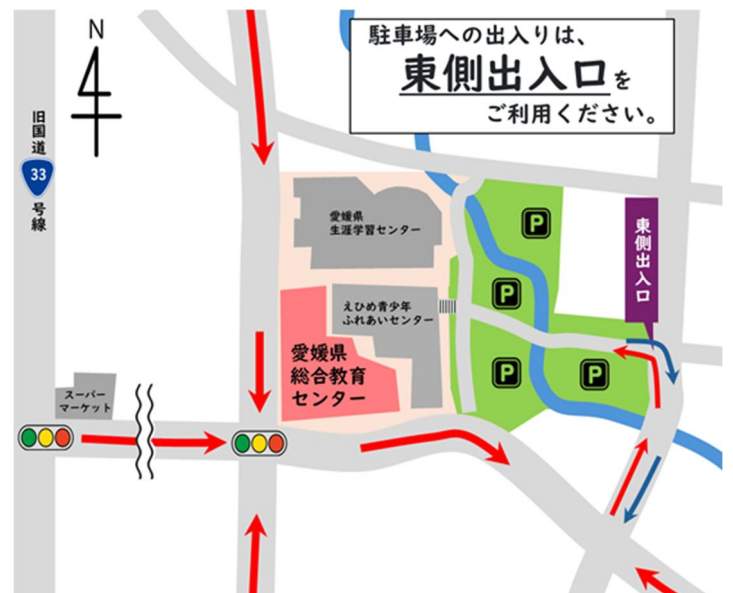 駐車場への出入りは、
東側出入口を
ご利用ください。
N
旧国道
33
号線
愛媛県
生涯学習センター
えひめ青少年
ふれあいセンター
愛媛県
総合教育
センター
スーパー
マーケット
東側出入口
P
P
P
P